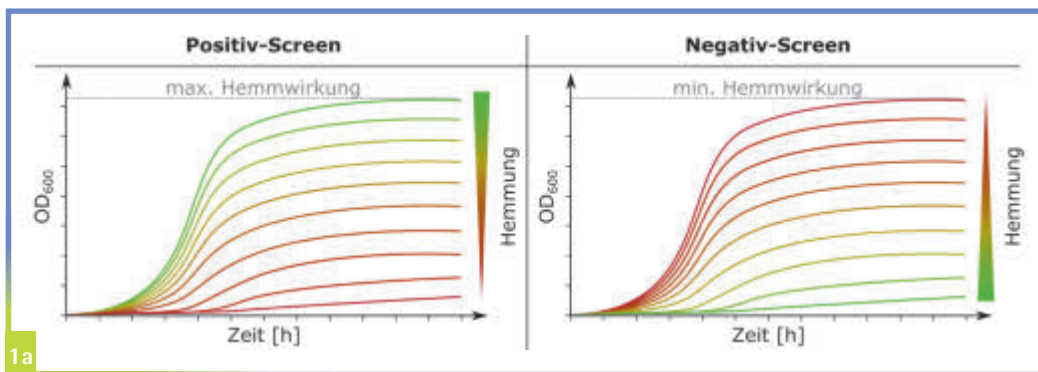 Positiv-Screen
max. Hemmwirkung
OD600
Hemmung
Zeit [h]
Negativ-Screen
min. Hemmwirkung
OD600
Hemmung
Zeit [h]
1a